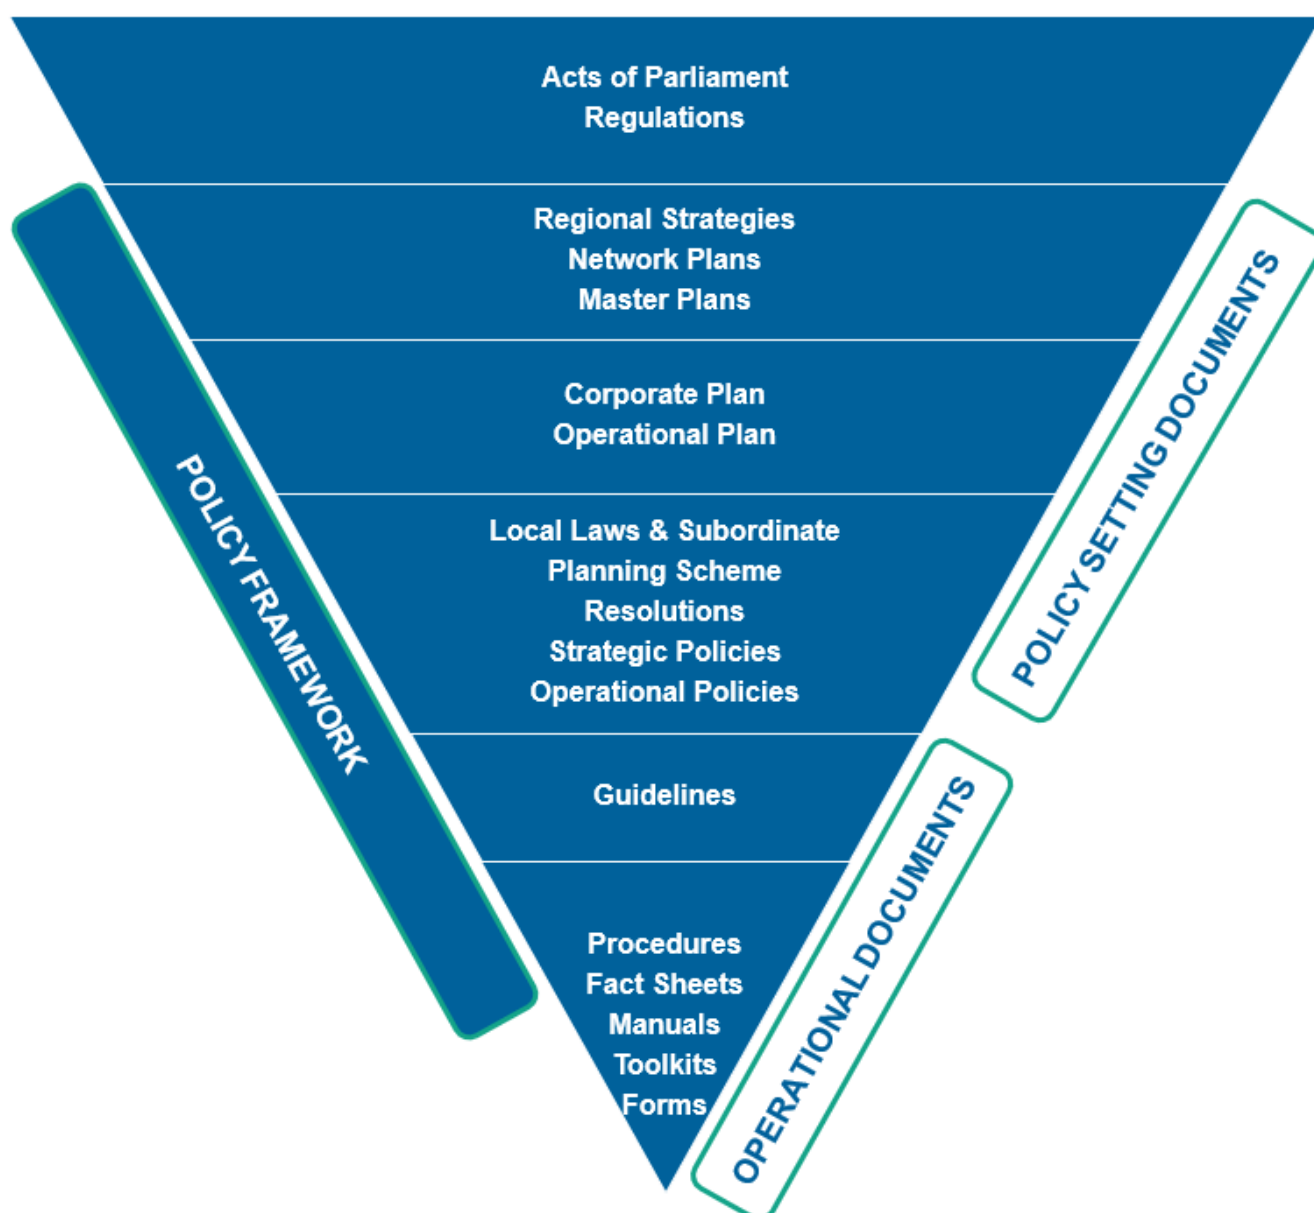 Acts of Parliament
Regulations
Regional Strategies
Network Plans
Master Plans
Corporate Plan
Operational Plan
Local Laws & Subordinate
Planning Scheme
Resolutions
Strategic Policies
Operational Policies
Guidelines
Procedures
Fact Sheets
Manuals
Toolkits
Forms
POLICY FRAMEWORK
POLICY SETTING DOCUMENTS
OPERATIONAL DOCUMENTS